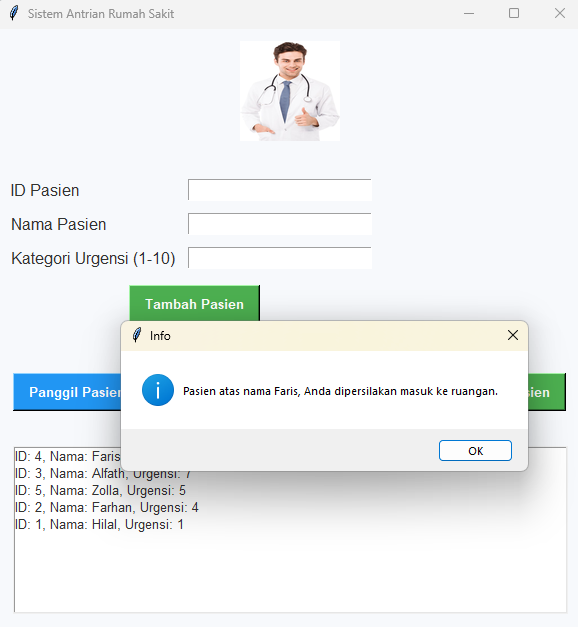 Sistem Antrian Rumah Sakit
ID Pasien
Nama Pasien
Kategori Urgensi (1-10)
Tambah Pasien
Info
Pasien atas nama Faris, Anda dipersilakan masuk ke ruangan.
OK
Panggil Pasien
ID: 4, Nama: Faris
ID: 3, Nama: Alfath, Urgensi: 7
ID: 5, Nama: Zolla, Urgensi: 5
ID: 2, Nama: Farhan, Urgensi: 4
ID: 1, Nama: Hilal, Urgensi: 1